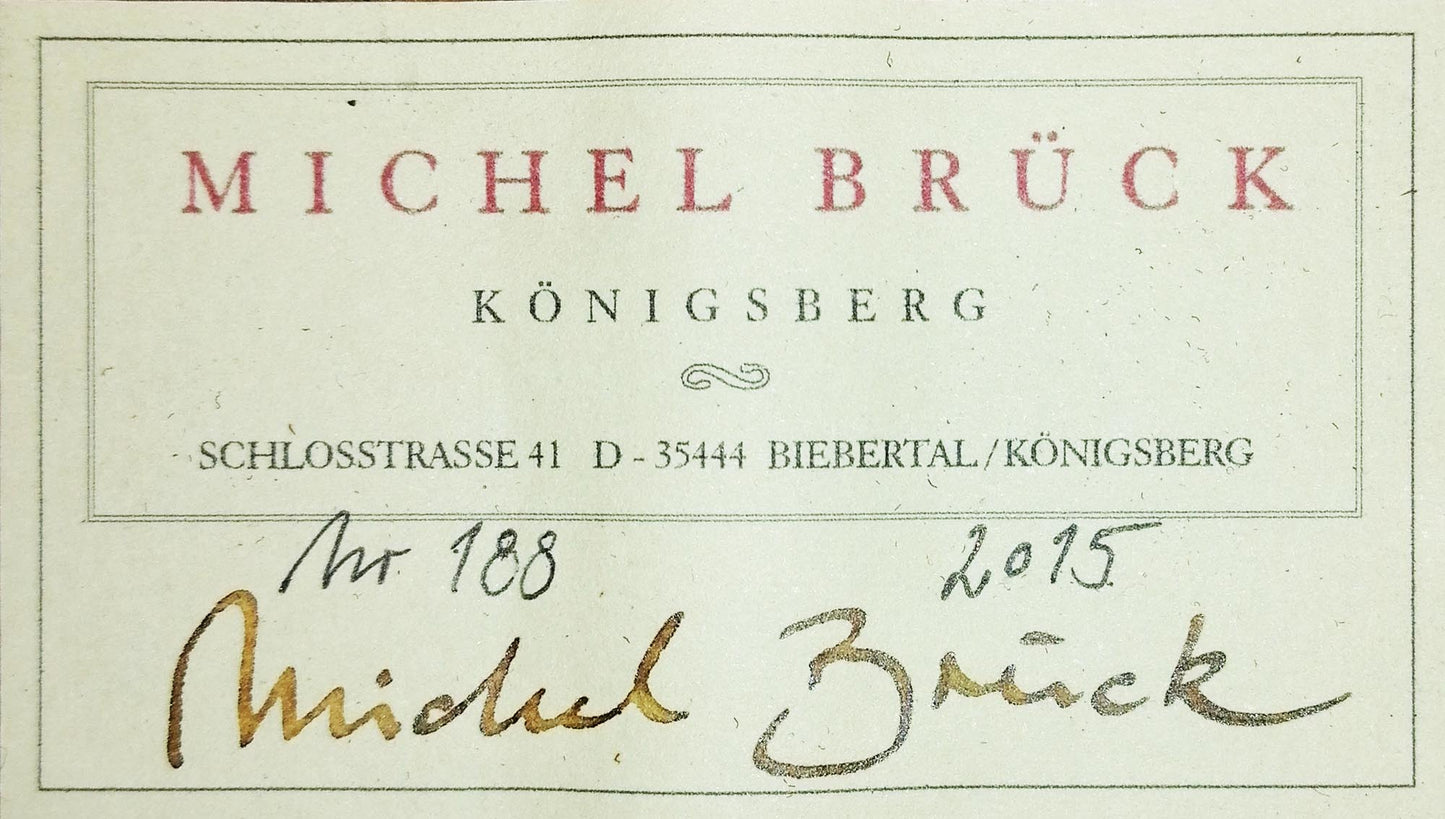 MICHEL BRÜCK
KÖNIGSBERG
SCHLOSSTRASSE 41 D - 35444 BIEBERTAL/KÖNIGSBERG
Nr 188 2015
Michel Brück